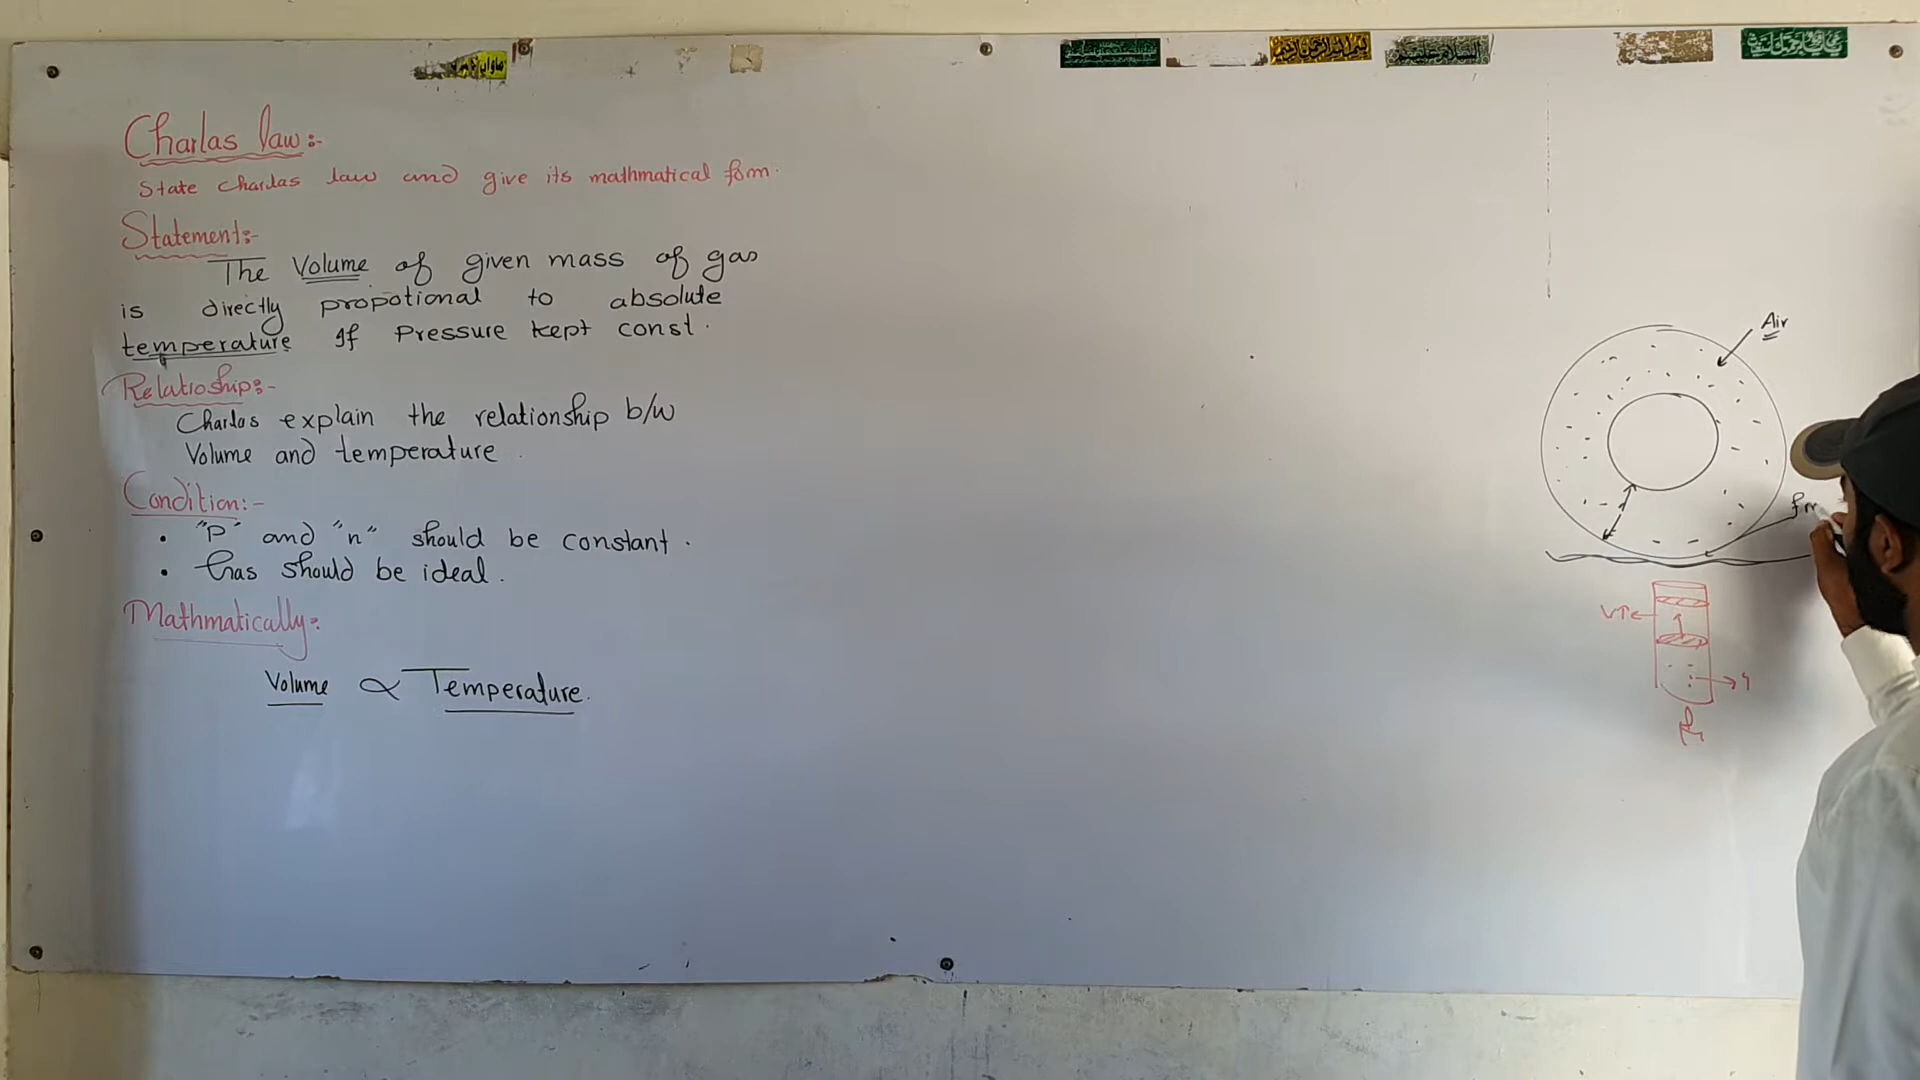 Charlas law:-
State charlas law and give its mathmatical form.
Statement:-
The Volume of given mass of gas
is directly propotional to absolute
temperature If Pressure kept const.
Relatioship:-
Charlas explain the relationship b/w
Volume and temperature.
Condition:-
• "P" and "n" should be constant.
• Gas should be ideal.
Mathmatically:
Volume ∝ Temperature.
Air
V↑